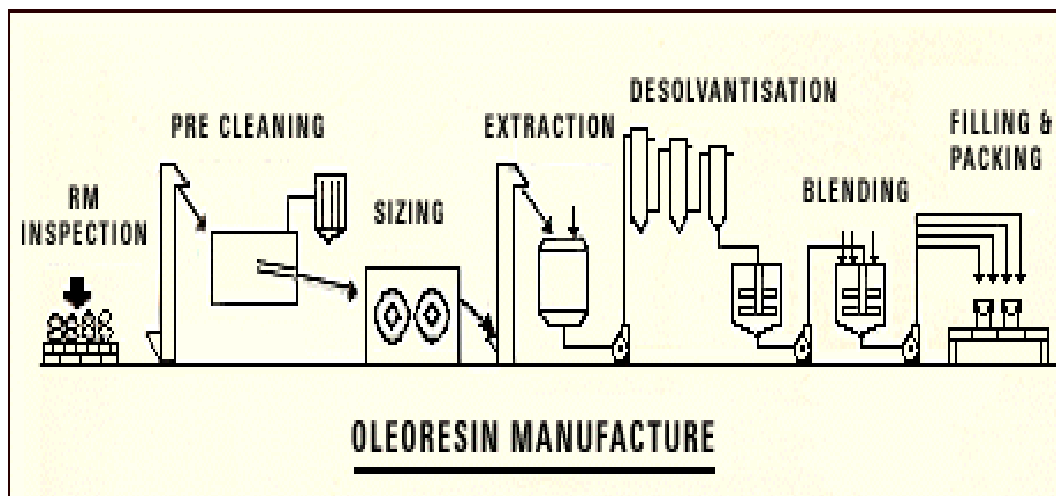 RM
INSPECTION
PRE CLEANING
SIZING
EXTRACTION
DESOLVANTISATION
BLENDING
FILLING &
PACKING
OLEORESIN MANUFACTURE